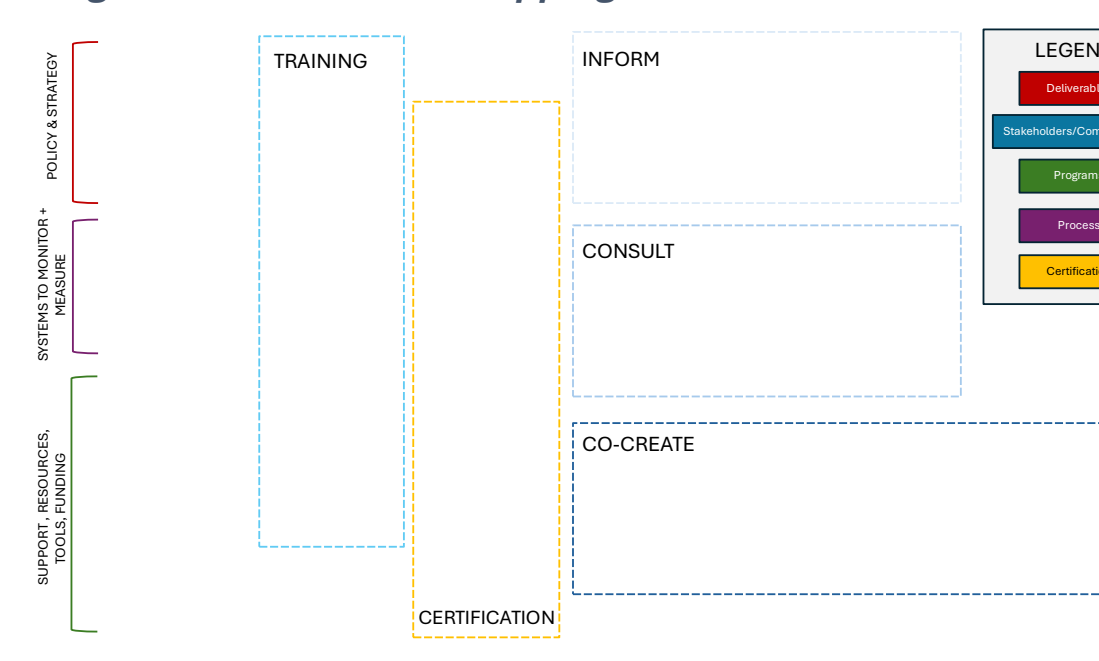 POLICY & STRATEGY
SYSTEMS TO MONITOR +
MEASURE
SUPPORT, RESOURCES,
TOOLS, FUNDING
TRAINING
CERTIFICATION
INFORM
CONSULT
CO-CREATE
LEGEN
Deliverabl
Stakeholders/Com
Program
Process
Certificati